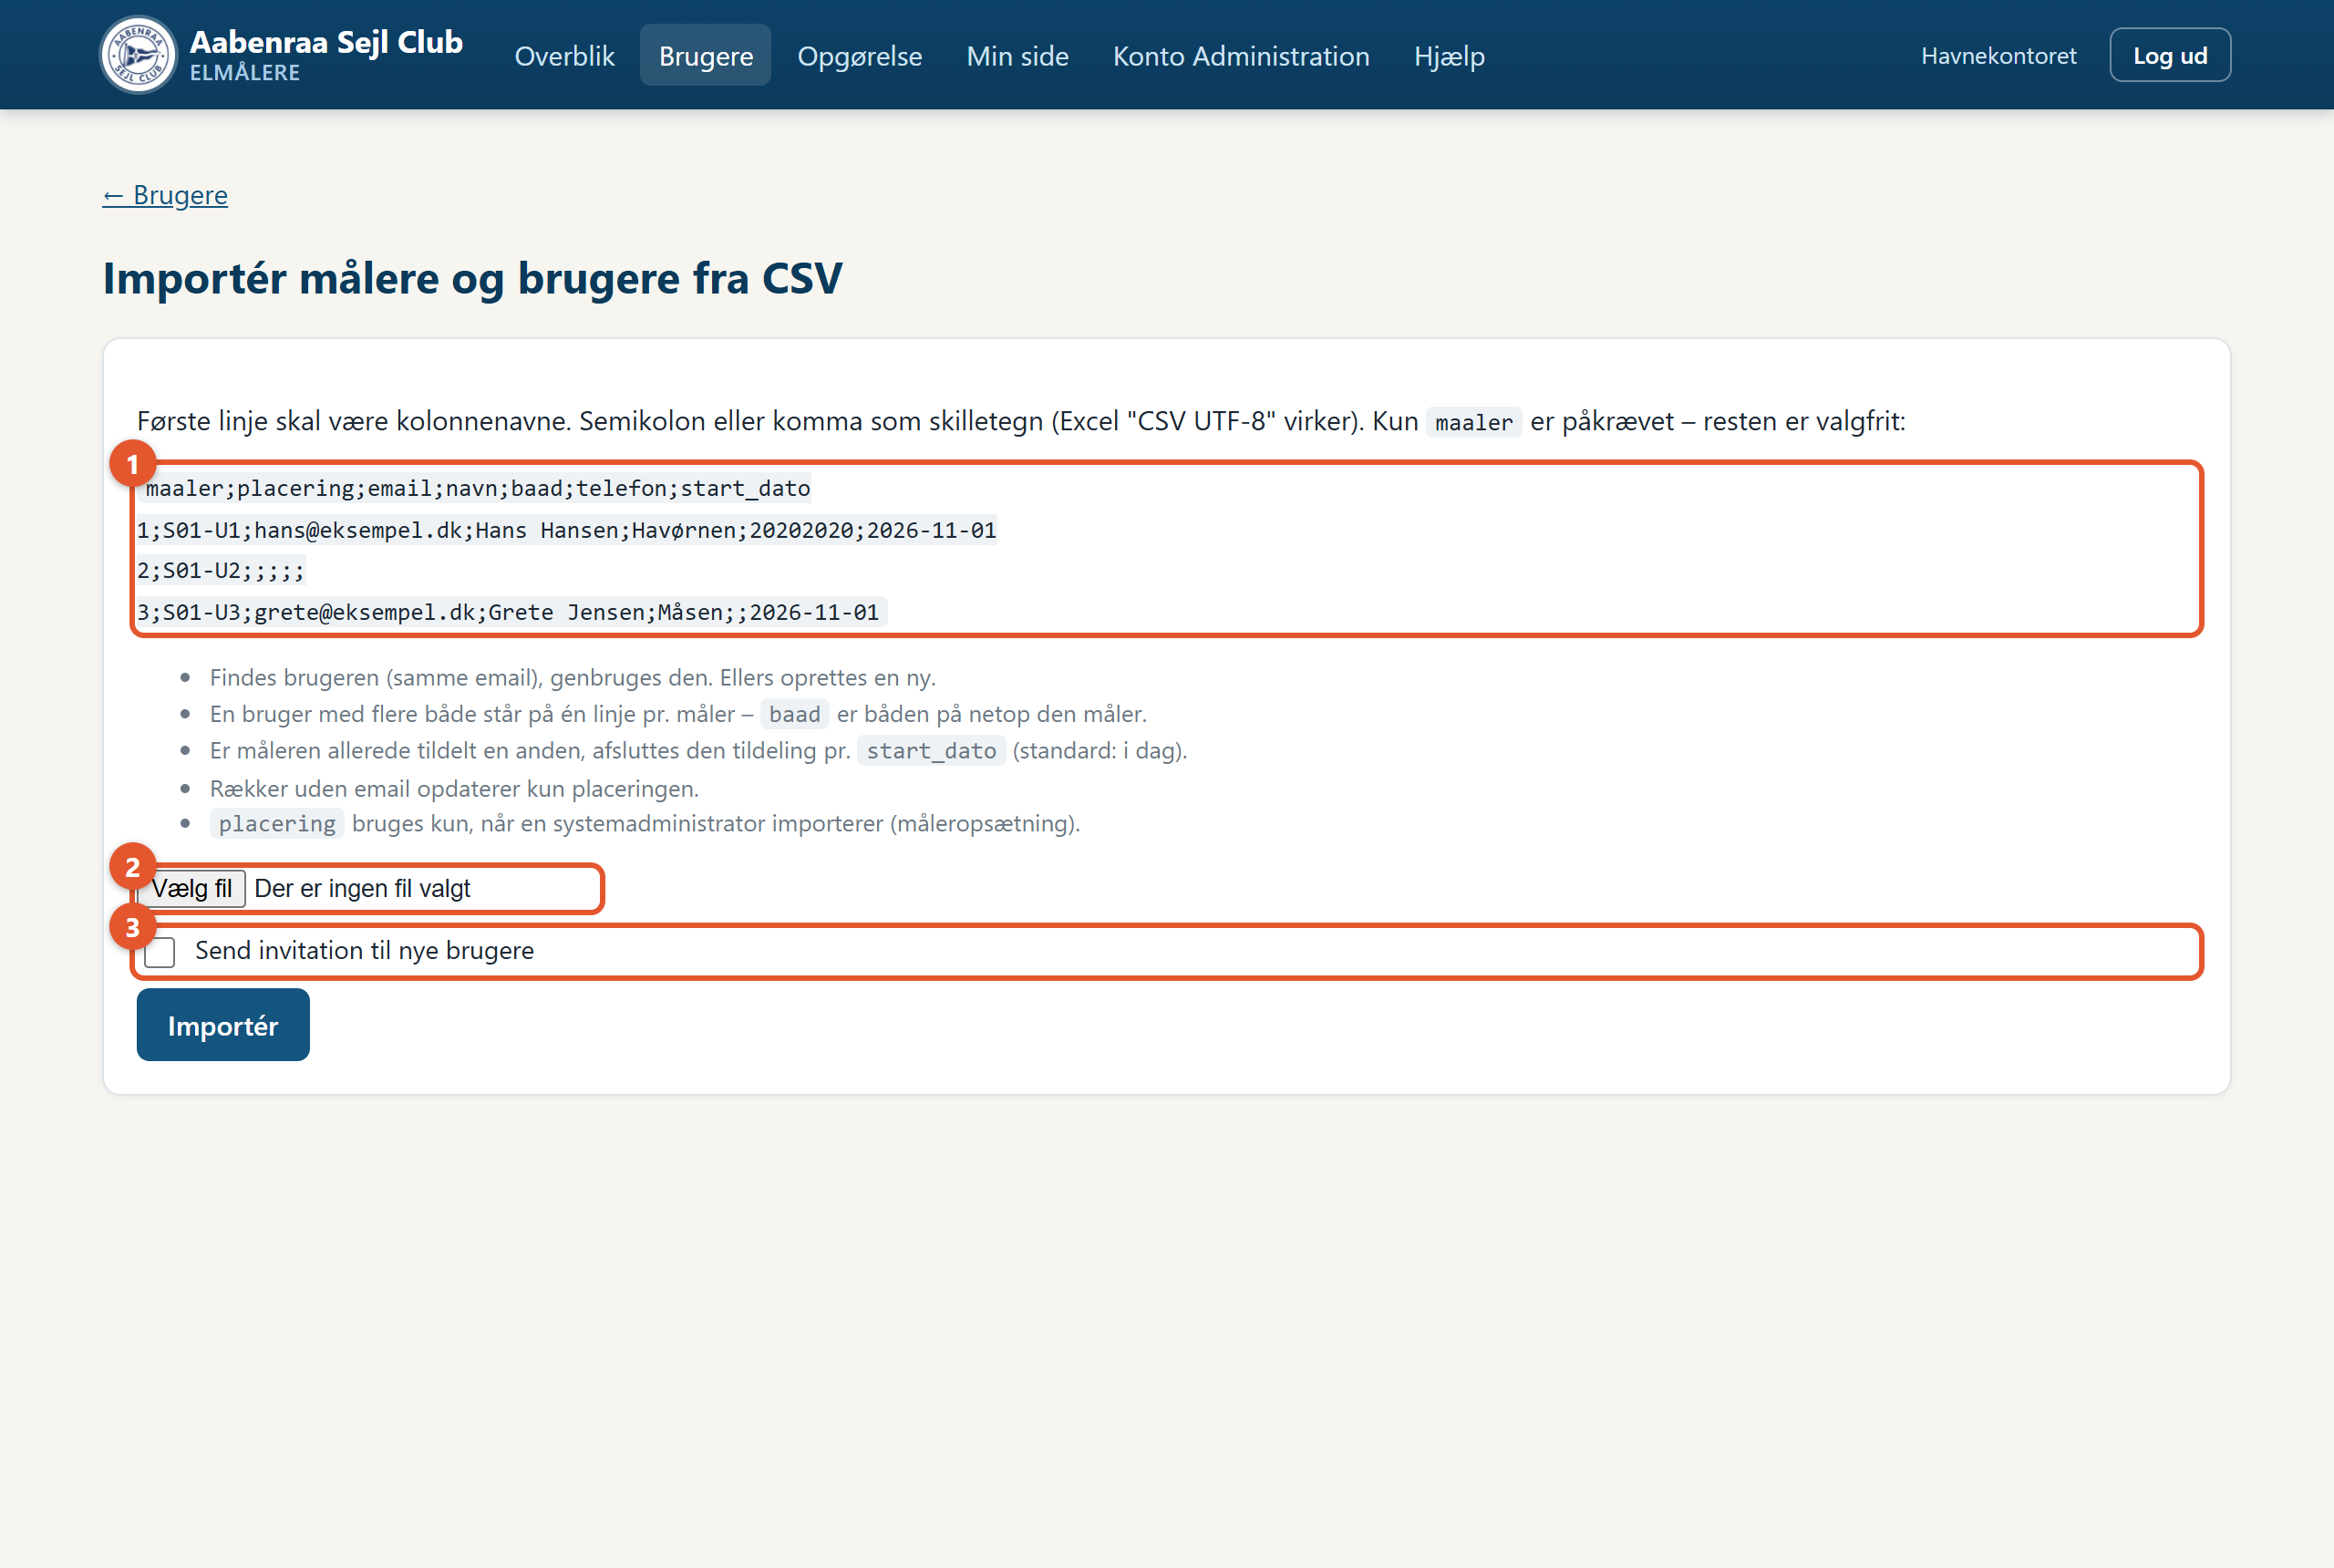 AABENRAA
SEJL CLUB
Aabenraa Sejl Club
ELMÅLERE
Overblik
Brugere
Opgørelse
Min side
Konto Administration
Hjælp
Havnekontoret
Log ud
← Brugere
Importér målere og brugere fra CSV
Første linje skal være kolonnenavne. Semikolon eller komma som skilletegn (Excel "CSV UTF-8" virker). Kun maaler er påkrævet – resten er valgfrit:
1
maaler;placering;email;navn;baad;telefon;start_dato
1;S01-U1;hans@eksempel.dk;Hans Hansen;Havørnen;20202020;2026-11-01
2;S01-U2;;;;;
3;S01-U3;grete@eksempel.dk;Grete Jensen;Måsen;;2026-11-01
Findes brugeren (samme email), genbruges den. Ellers oprettes en ny.
En bruger med flere både står på én linje pr. måler – baad er båden på netop den måler.
Er måleren allerede tildelt en anden, afsluttes den tildeling pr. start_dato (standard: i dag).
Rækker uden email opdaterer kun placeringen.
placering bruges kun, når en systemadministrator importerer (måleropsætning).
2
Vælg fil Der er ingen fil valgt
3
Send invitation til nye brugere
Importér